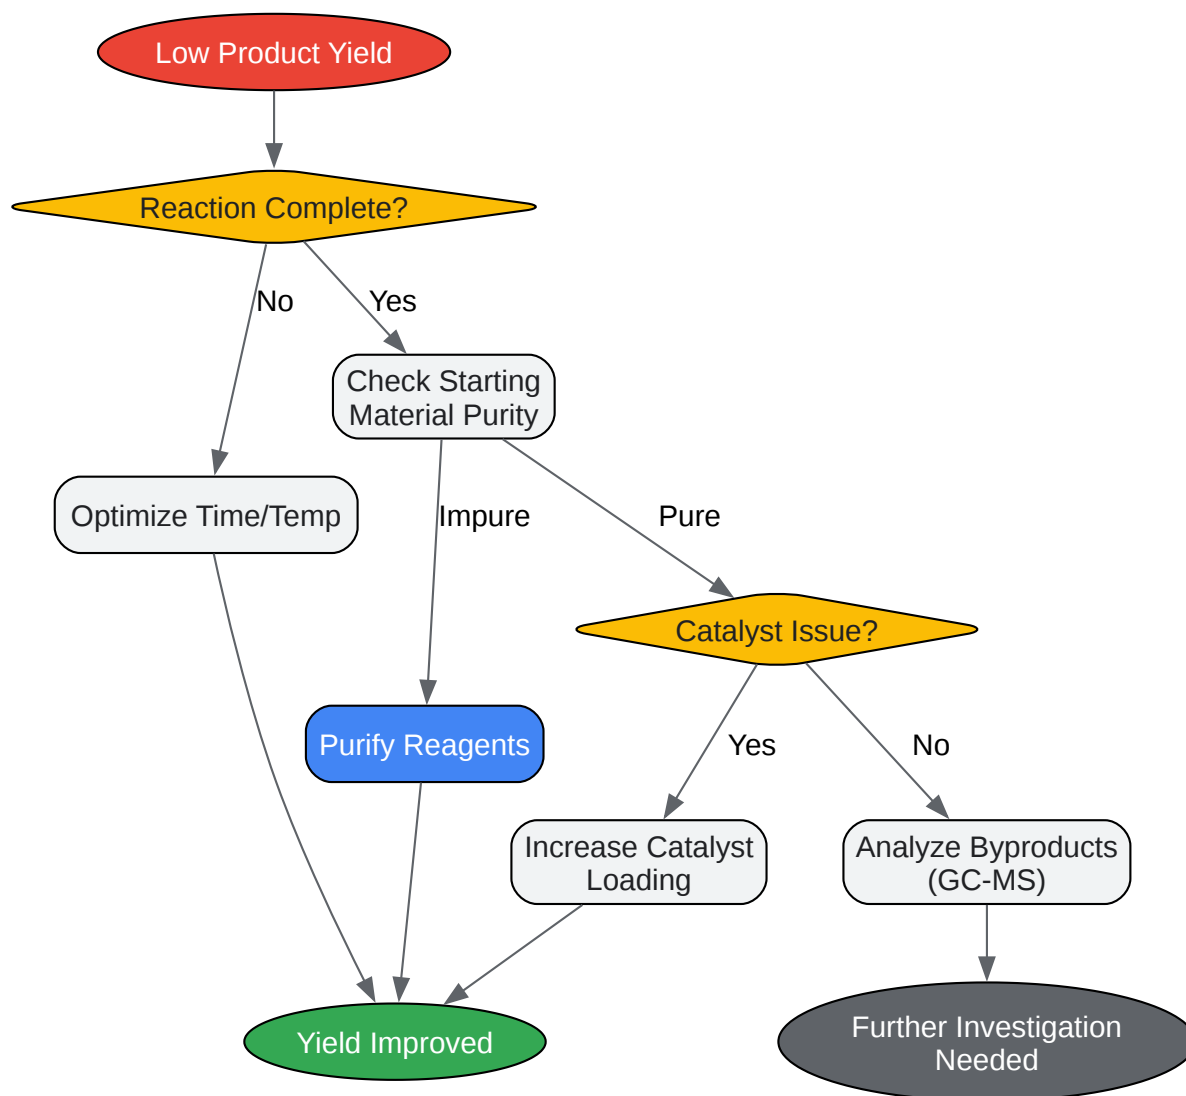 Low Product Yield
Reaction Complete?
No
Yes
Check Starting
Material Purity
Optimize Time/Temp
Impure
Pure
Catalyst Issue?
Purify Reagents
Yes
No
Increase Catalyst
Loading
Analyze Byproducts
(GC-MS)
Yield Improved
Further Investigation
Needed